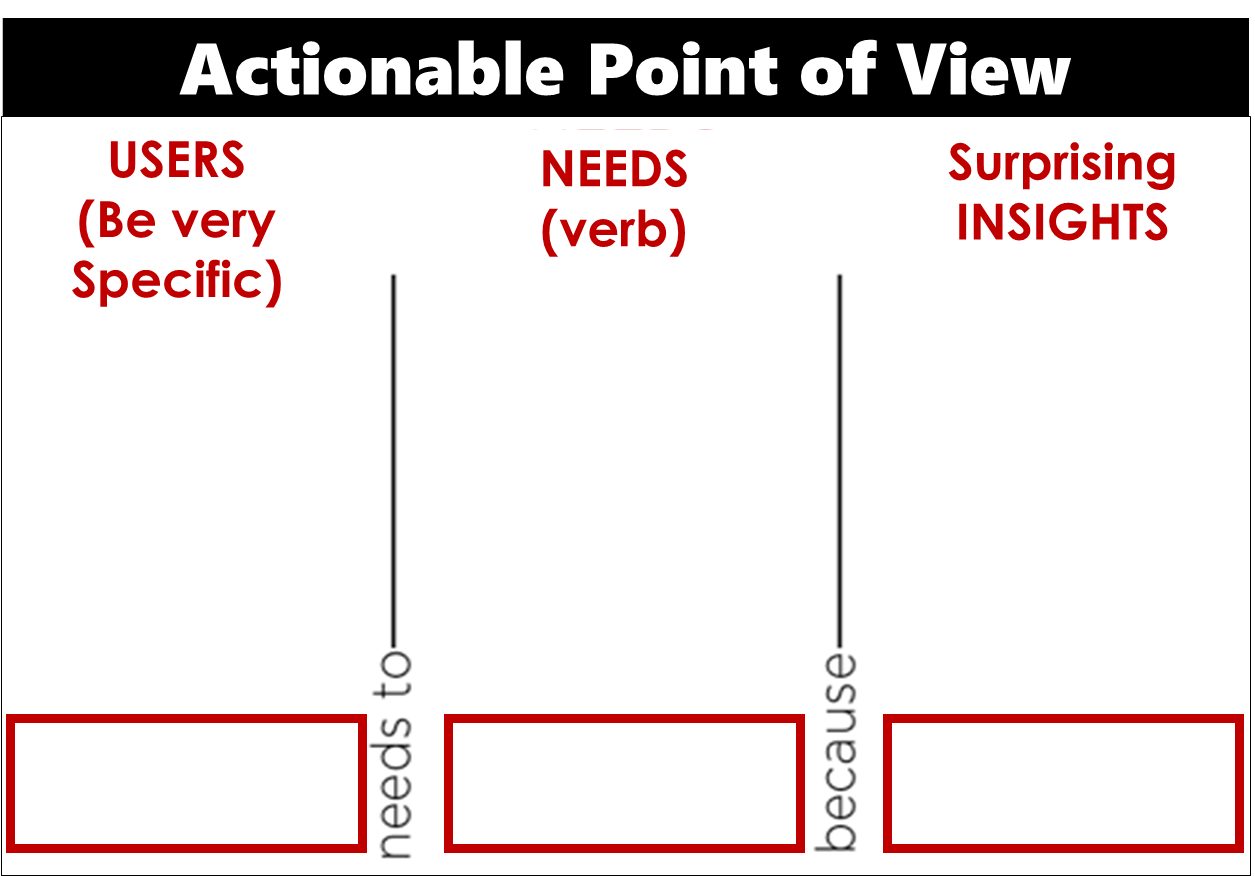 Actionable Point of View
USERS
(Be very
Specific)
needs to
NEEDS
(verb)
because
Surprising
INSIGHTS